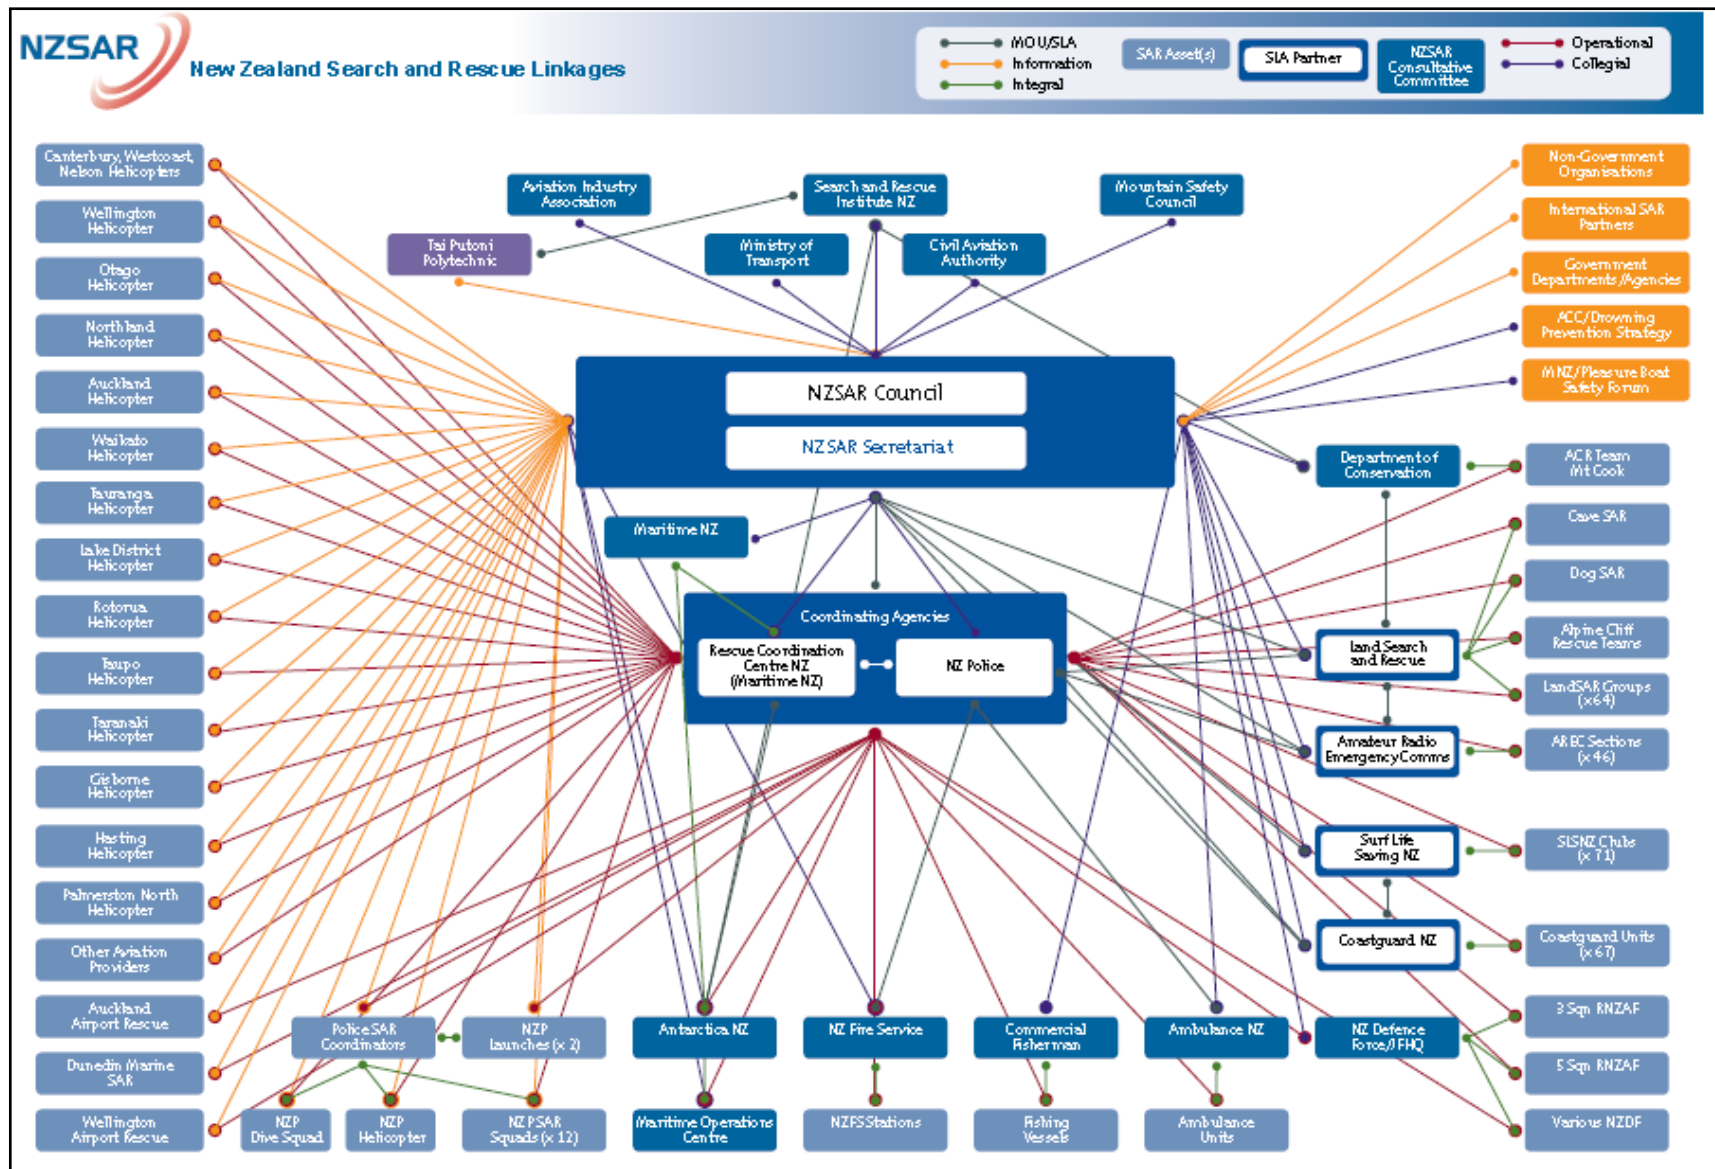 NZSAR
New Zealand Search and Rescue Linkages
MOU/SLA
Information
Integral
SAR Asset(s)
SLA Partner
NZSAR
Consultative
Committee
Operational
Collegial
Canterbury, Westcoast,
Nelson Helicopters
Wellington
Helicopter
Otago
Helicopter
Northland
Helicopter
Auckland
Helicopter
Waikato
Helicopter
Tauranga
Helicopter
Lake District
Helicopter
Rotorua
Helicopter
Taupo
Helicopter
Taranaki
Helicopter
Gisborne
Helicopter
Hasting
Helicopter
Palmerston North
Helicopter
Other Aviation
Providers
Auckland
Airport Rescue
Dunedin Marine
SAR
Wellington
Airport Rescue
Aviation Industry
Association
Search and Rescue
Institute NZ
Mountain Safety
Council
Tai Putoni
Polytechnic
Ministry of
Transport
Civil Aviation
Authority
NZSAR Council
NZSAR Secretariat
Maritime NZ
Coordinating Agencies
Rescue Coordination
Centre NZ
(Maritime NZ)
NZ Police
Non-Government
Organisations
International SAR
Partners
Government
Departments/Agencies
ACC/Drowning
Prevention Strategy
MNZ/Pleasure Boat
Safety Forum
Department of
Conservation
ACR Team
Mt Cook
Cave SAR
Dog SAR
Land Search
and Rescue
Alpine Cliff
Rescue Teams
LandSAR Groups
(x64)
Amateur Radio
Emergency Comms
AREC Sections
(x 46)
Surf Life
Saving NZ
SLSNZ Clubs
(x 71)
Coastguard NZ
Coastguard Units
(x 67)
Police SAR
Coordinators
NZP
Launches (x 2)
Antarctica NZ
NZ Fire Service
Commercial
Fisherman
Ambulance NZ
NZ Defence
Force/JFHQ
3 Sqn RNZAF
5 Sqn RNZAF
Various NZDF
NZP
Dive Squad
NZP
Helicopter
NZP SAR
Squads (x 12)
Maritime Operations
Centre
NZFS Stations
Fishing
Vessels
Ambulance
Units